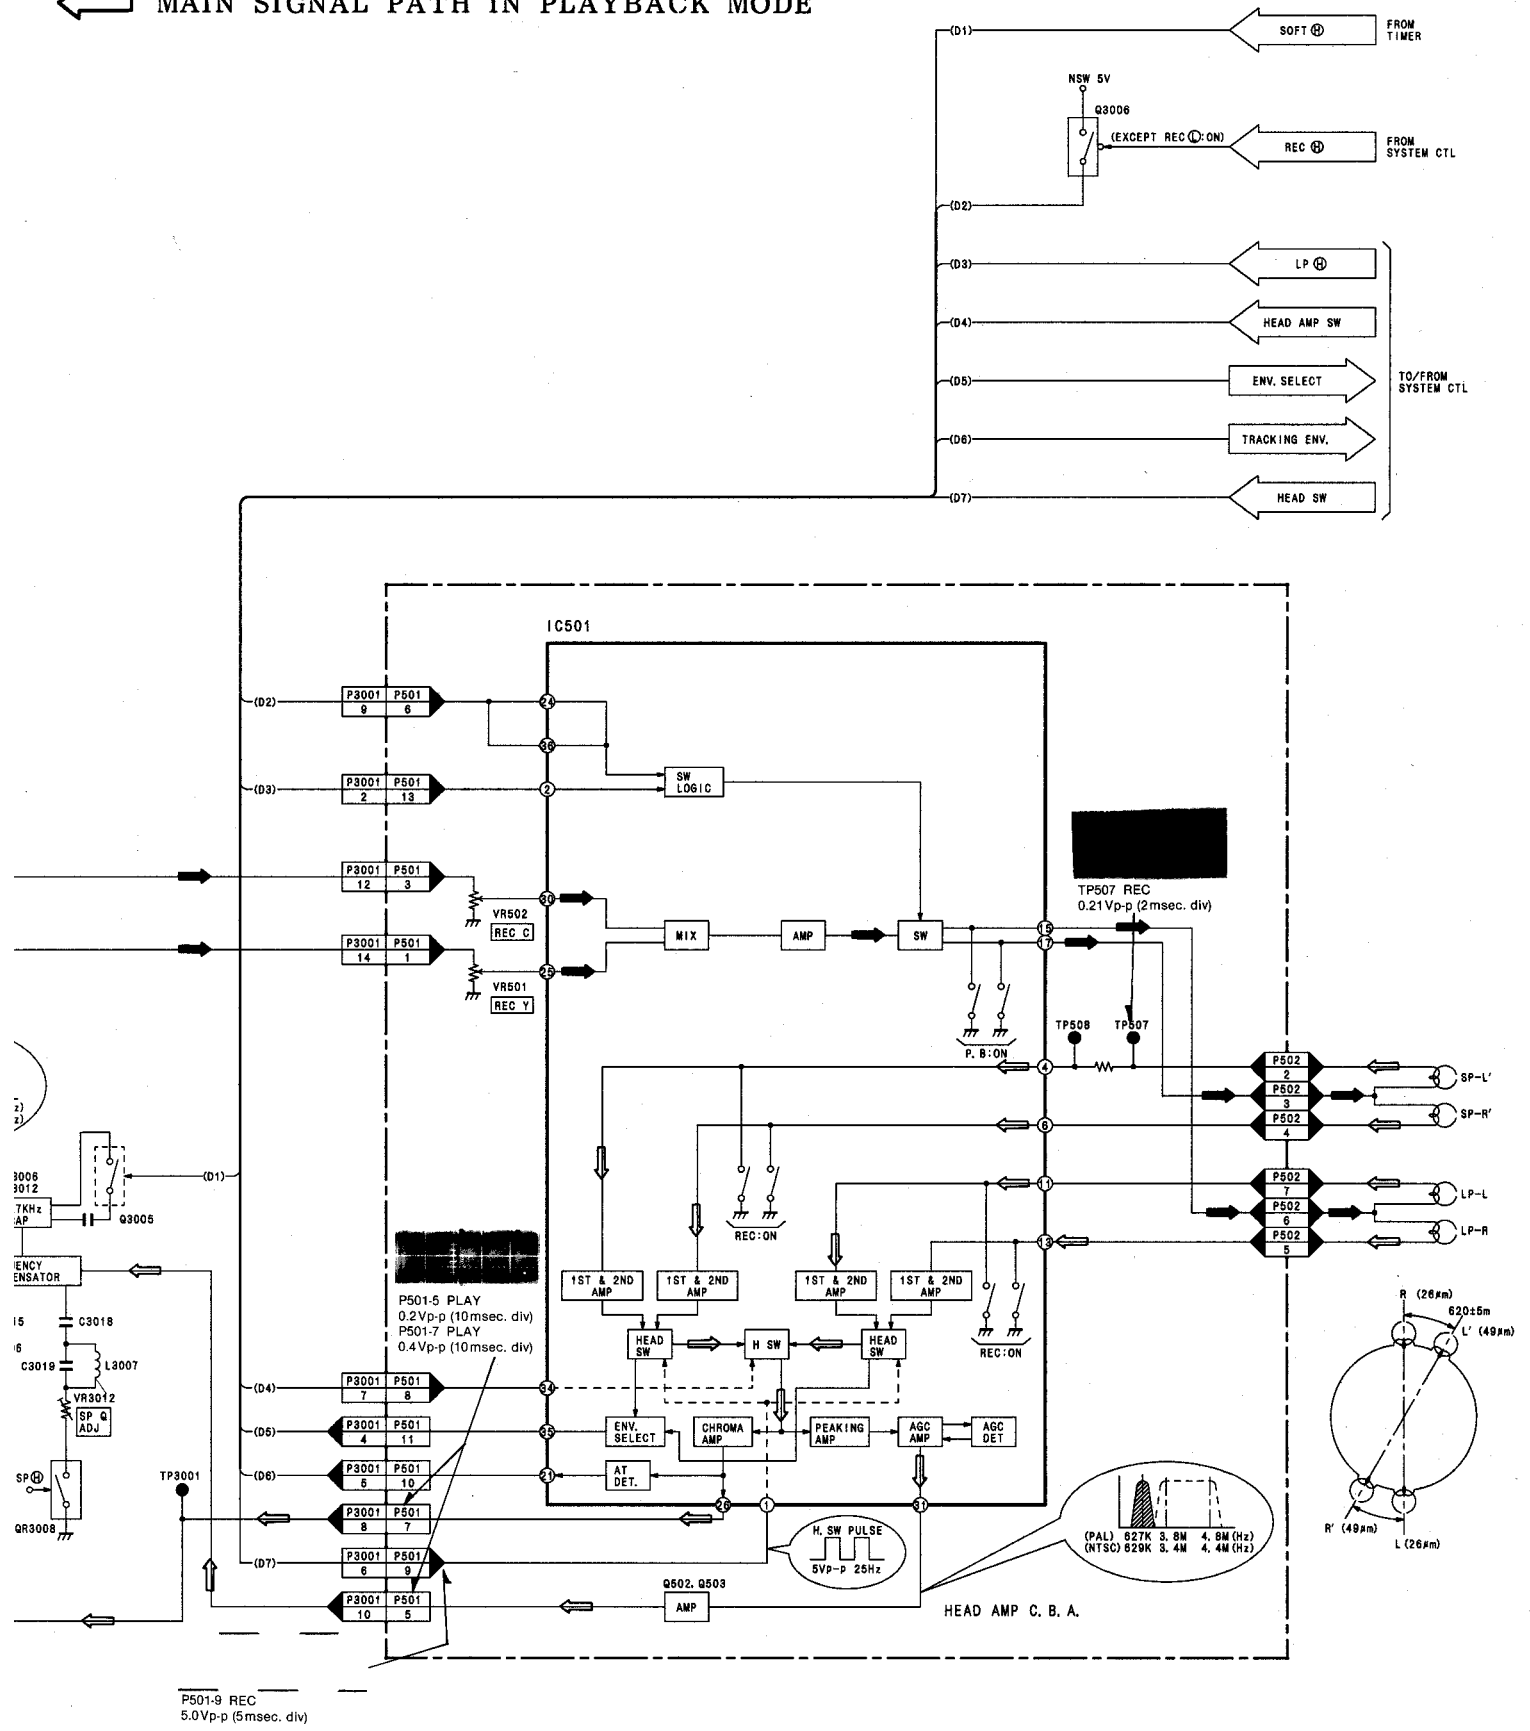 MAIN SIGNAL PATH IN PLAYBACK MODE
(D1)
SOFT Ⓗ
FROM
TIMER
NSW 5V
Q3006
(EXCEPT REC Ⓛ:ON)
REC Ⓗ
FROM
SYSTEM CTL
(D2)
(D3)
LP Ⓗ
(D4)
HEAD AMP SW
(D5)
ENV. SELECT
TO/FROM
SYSTEM CTL
(D6)
TRACKING ENV.
(D7)
HEAD SW
IC501
(D2)
P3001 P501
9 6
24
36
(D3)
P3001 P501
2 13
2
SW
LOGIC
P3001 P501
12 3
VR502
REC C
30
P3001 P501
14 1
VR501
REC Y
25
MIX
AMP
SW
15
17
TP507 REC
0.21Vp-p (2msec. div)
P.B:ON
TP508
TP507
4
6
11
13
P502
2
P502
3
P502
4
P502
7
P502
6
P502
5
SP-L'
SP-R'
LP-L
LP-R
z)
z)
3006
3012
7KHz
AP
Q3005
(D1)
ENCY
ENSATOR
15
C3018
6
C3019
L3007
VR3012
SP Q
ADJ
SP Ⓗ
QR3008
TP3001
REC:ON
REC:ON
P501-5 PLAY
0.2Vp-p (10msec. div)
P501-7 PLAY
0.4Vp-p (10msec. div)
1ST & 2ND
AMP
1ST & 2ND
AMP
1ST & 2ND
AMP
1ST & 2ND
AMP
HEAD
SW
H SW
HEAD
SW
(D4)
P3001 P501
7 8
34
(D5)
P3001 P501
4 11
35
ENV.
SELECT
CHROMA
AMP
PEAKING
AMP
AGC
AMP
AGC
DET
(D6)
P3001 P501
5 10
21
AT
DET.
P3001 P501
8 7
26
1
31
(D7)
P3001 P501
6 9
H. SW PULSE
5Vp-p 25Hz
P3001 P501
10 5
Q502, Q503
AMP
HEAD AMP C. B. A.
(PAL) 627K 3.8M 4.8M(Hz)
(NTSC) 629K 3.4M 4.4M(Hz)
R (26μm)
620±5m
L' (49μm)
R' (49μm)
L (26μm)
P501-9 REC
5.0Vp-p (5msec. div)